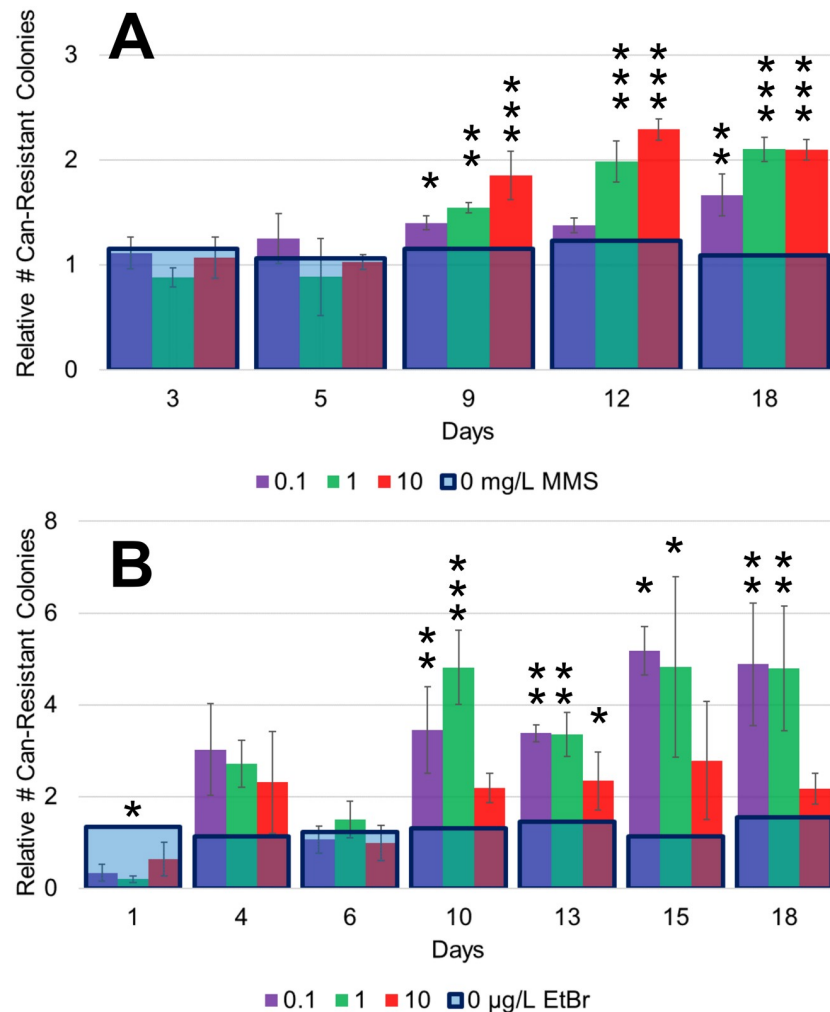 A
3
2
1
0
Relative # Can-Resistant Colonies
* ** *** *** *** ** *** ***
3 5 9 12 18
Days
0.1 1 10 0 mg/L MMS
B
8
6
4
2
0
Relative # Can-Resistant Colonies
* ** *** ** ** * * * ** **
1 4 6 10 13 15 18
Days
0.1 1 10 0 µg/L EtBr